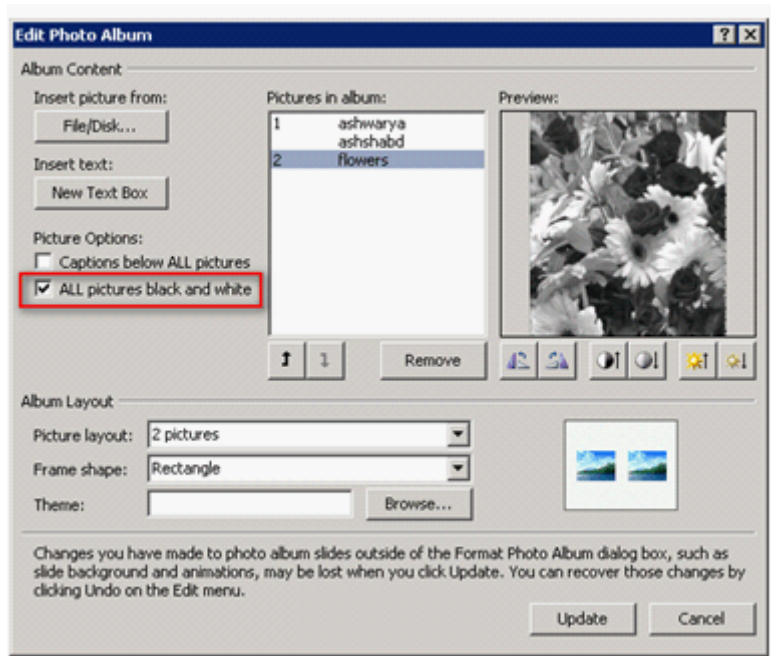 Edit Photo Album
Album Content
Insert picture from:
File/Disk...
Insert text:
New Text Box
Picture Options:
Captions below ALL pictures
ALL pictures black and white
Pictures in album:
1 ashwarya
ashshabd
2 flowers
Remove
Preview:
Album Layout
Picture layout: 2 pictures
Frame shape: Rectangle
Theme:
Browse...
Changes you have made to photo album slides outside of the Format Photo Album dialog box, such as
slide background and animations, may be lost when you click Update. You can recover those changes by
clicking Undo on the Edit menu.
Update Cancel